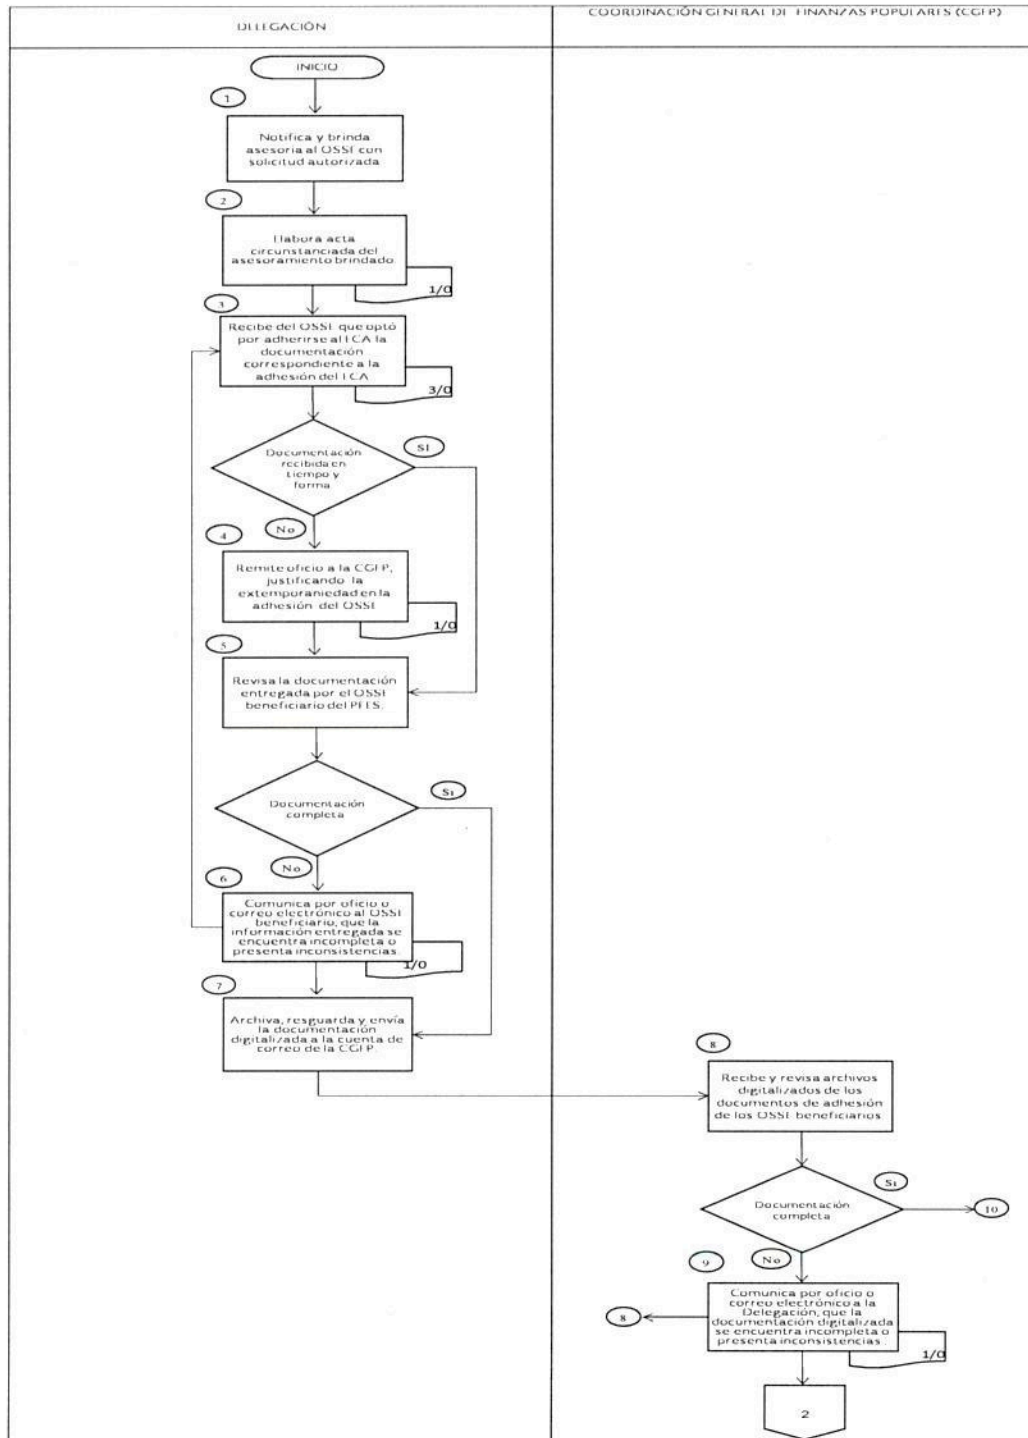 DELEGACIÓN
COORDINACIÓN GENERAL DE FINANZAS POPULARES (CGFP)
INICIO
1
Notifica y brinda
asesoria al OSSE con
solicitud autorizada
2
Elabora acta
circunstanciada del
asesoramiento brindado.
1/0
3
Recibe del OSSE que optó
por adherirse al ECA la
documentación
correspondiente a la
adhesión del ECA
3/0
Documentación
recibida en
tiempo y
forma
SI
No
4
Remite oficio a la CGFP,
justificando la
extemporaniedad en la
adhesión del OSSE
1/0
5
Revisa la documentación
entregada por el OSSE
beneficiario del PFES.
Documentación
completa
Si
No
6
Comunica por oficio o
correo electrónico al OSSE
beneficiario, que la
información entregada se
encuentra incompleta o
presenta inconsistencias.
1/0
7
Archiva, resguarda y envía
la documentación
digitalizada a la cuenta de
correo de la CGFP.
8
Recibe y revisa archivos
digitalizados de los
documentos de adhesión
de los OSSE beneficiarios
Documentación
completa
Si
10
No
9
Comunica por oficio o
correo electrónico a la
Delegación, que la
documentación digitalizada
se encuentra incompleta o
presenta inconsistencias.
8
1/0
2